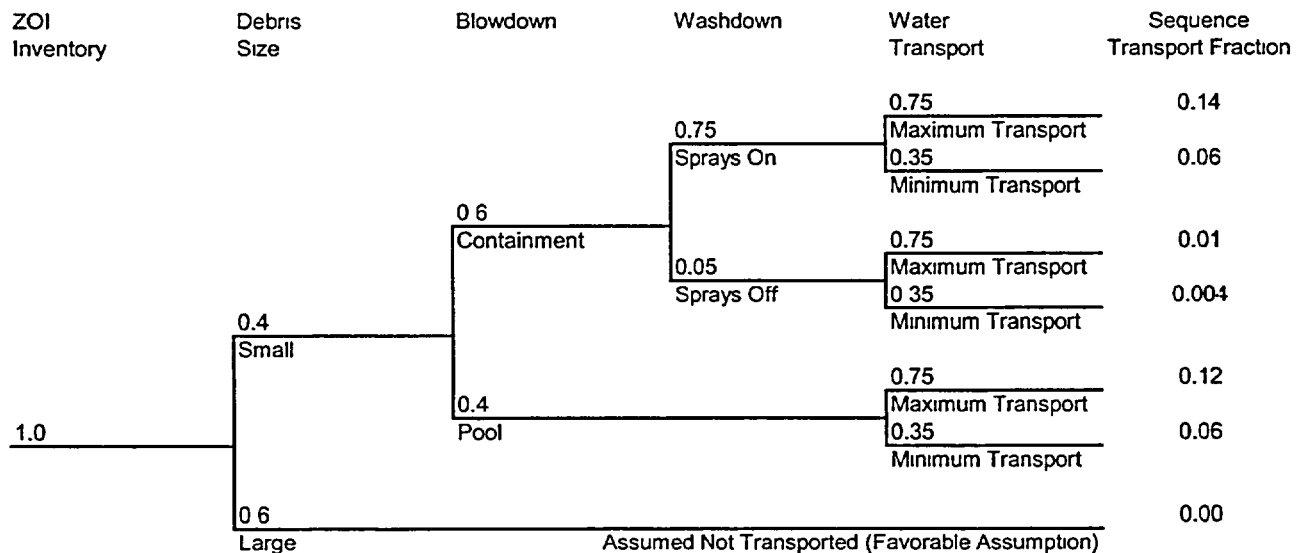 ZOI Inventory
Debris Size
Blowdown
Washdown
Water Transport
Sequence Transport Fraction
0.75
0.14
Maximum Transport
0.75
Sprays On
0.35
0.06
Minimum Transport
0 6
Containment
0.75
0.01
Maximum Transport
0.05
Sprays Off
0 35
0.004
Minimum Transport
0.4
Small
0.75
0.12
Maximum Transport
0.4
Pool
0.35
0.06
Minimum Transport
1.0
0 6
Large
Assumed Not Transported (Favorable Assumption)
0.00